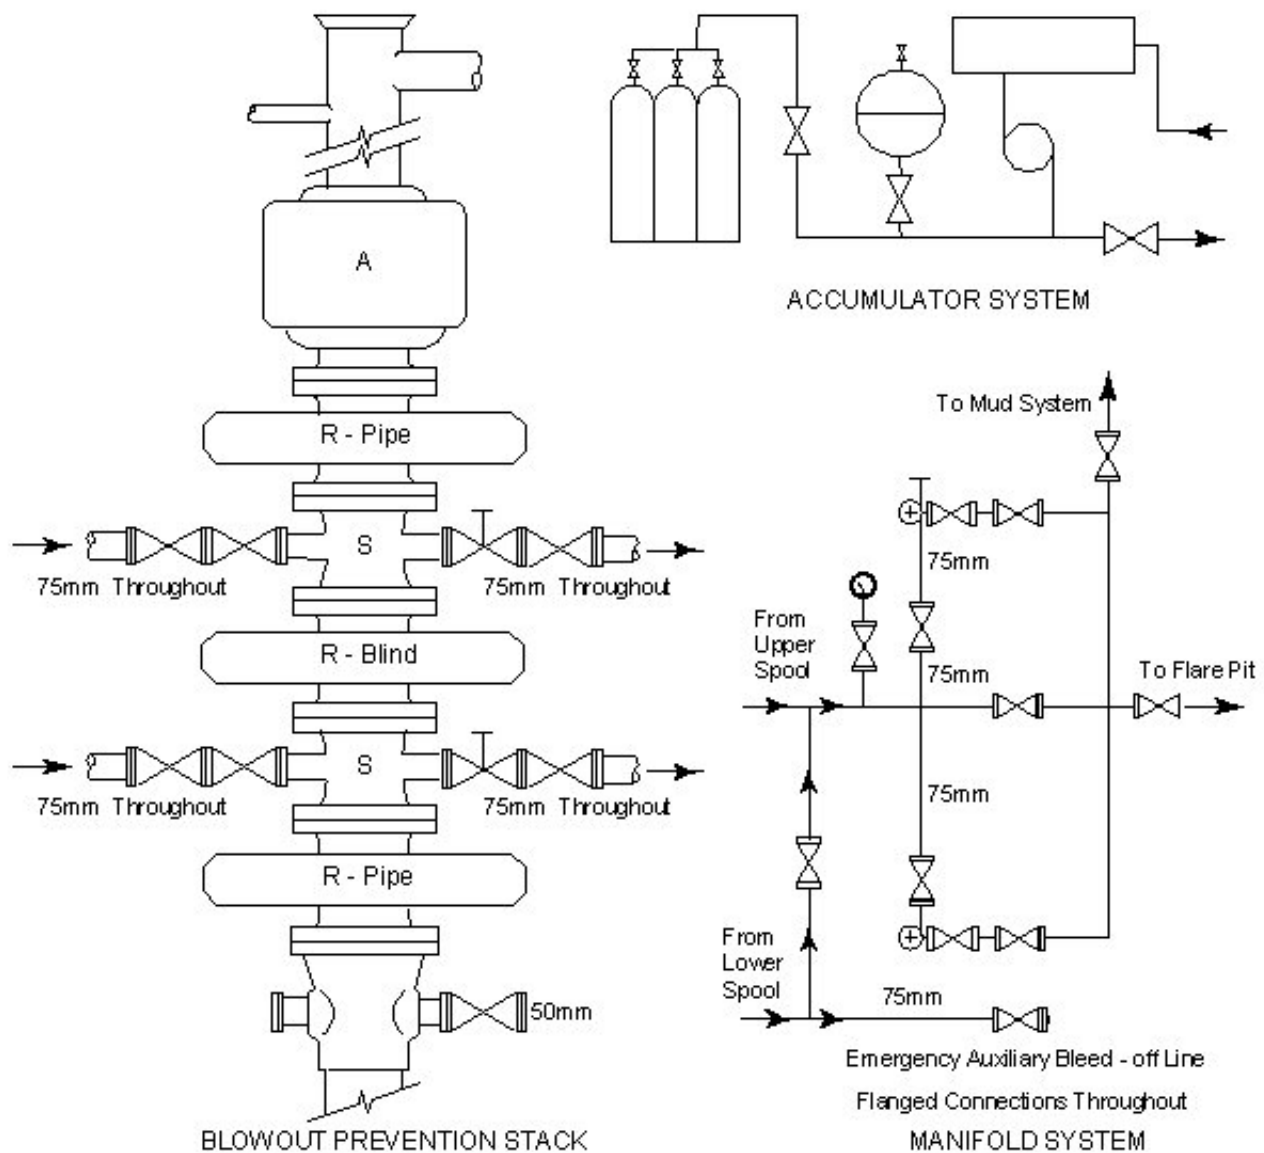 A
R - Pipe
S
75mm Throughout
75mm Throughout
R - Blind
S
75mm Throughout
75mm Throughout
R - Pipe
50mm
BLOWOUT PREVENTION STACK
ACCUMULATOR SYSTEM
To Mud System
75mm
From
Upper
Spool
75mm
To Flare Pit
75mm
From
Lower
Spool
75mm
Emergency Auxiliary Bleed - off Line
Flanged Connections Throughout
MANIFOLD SYSTEM